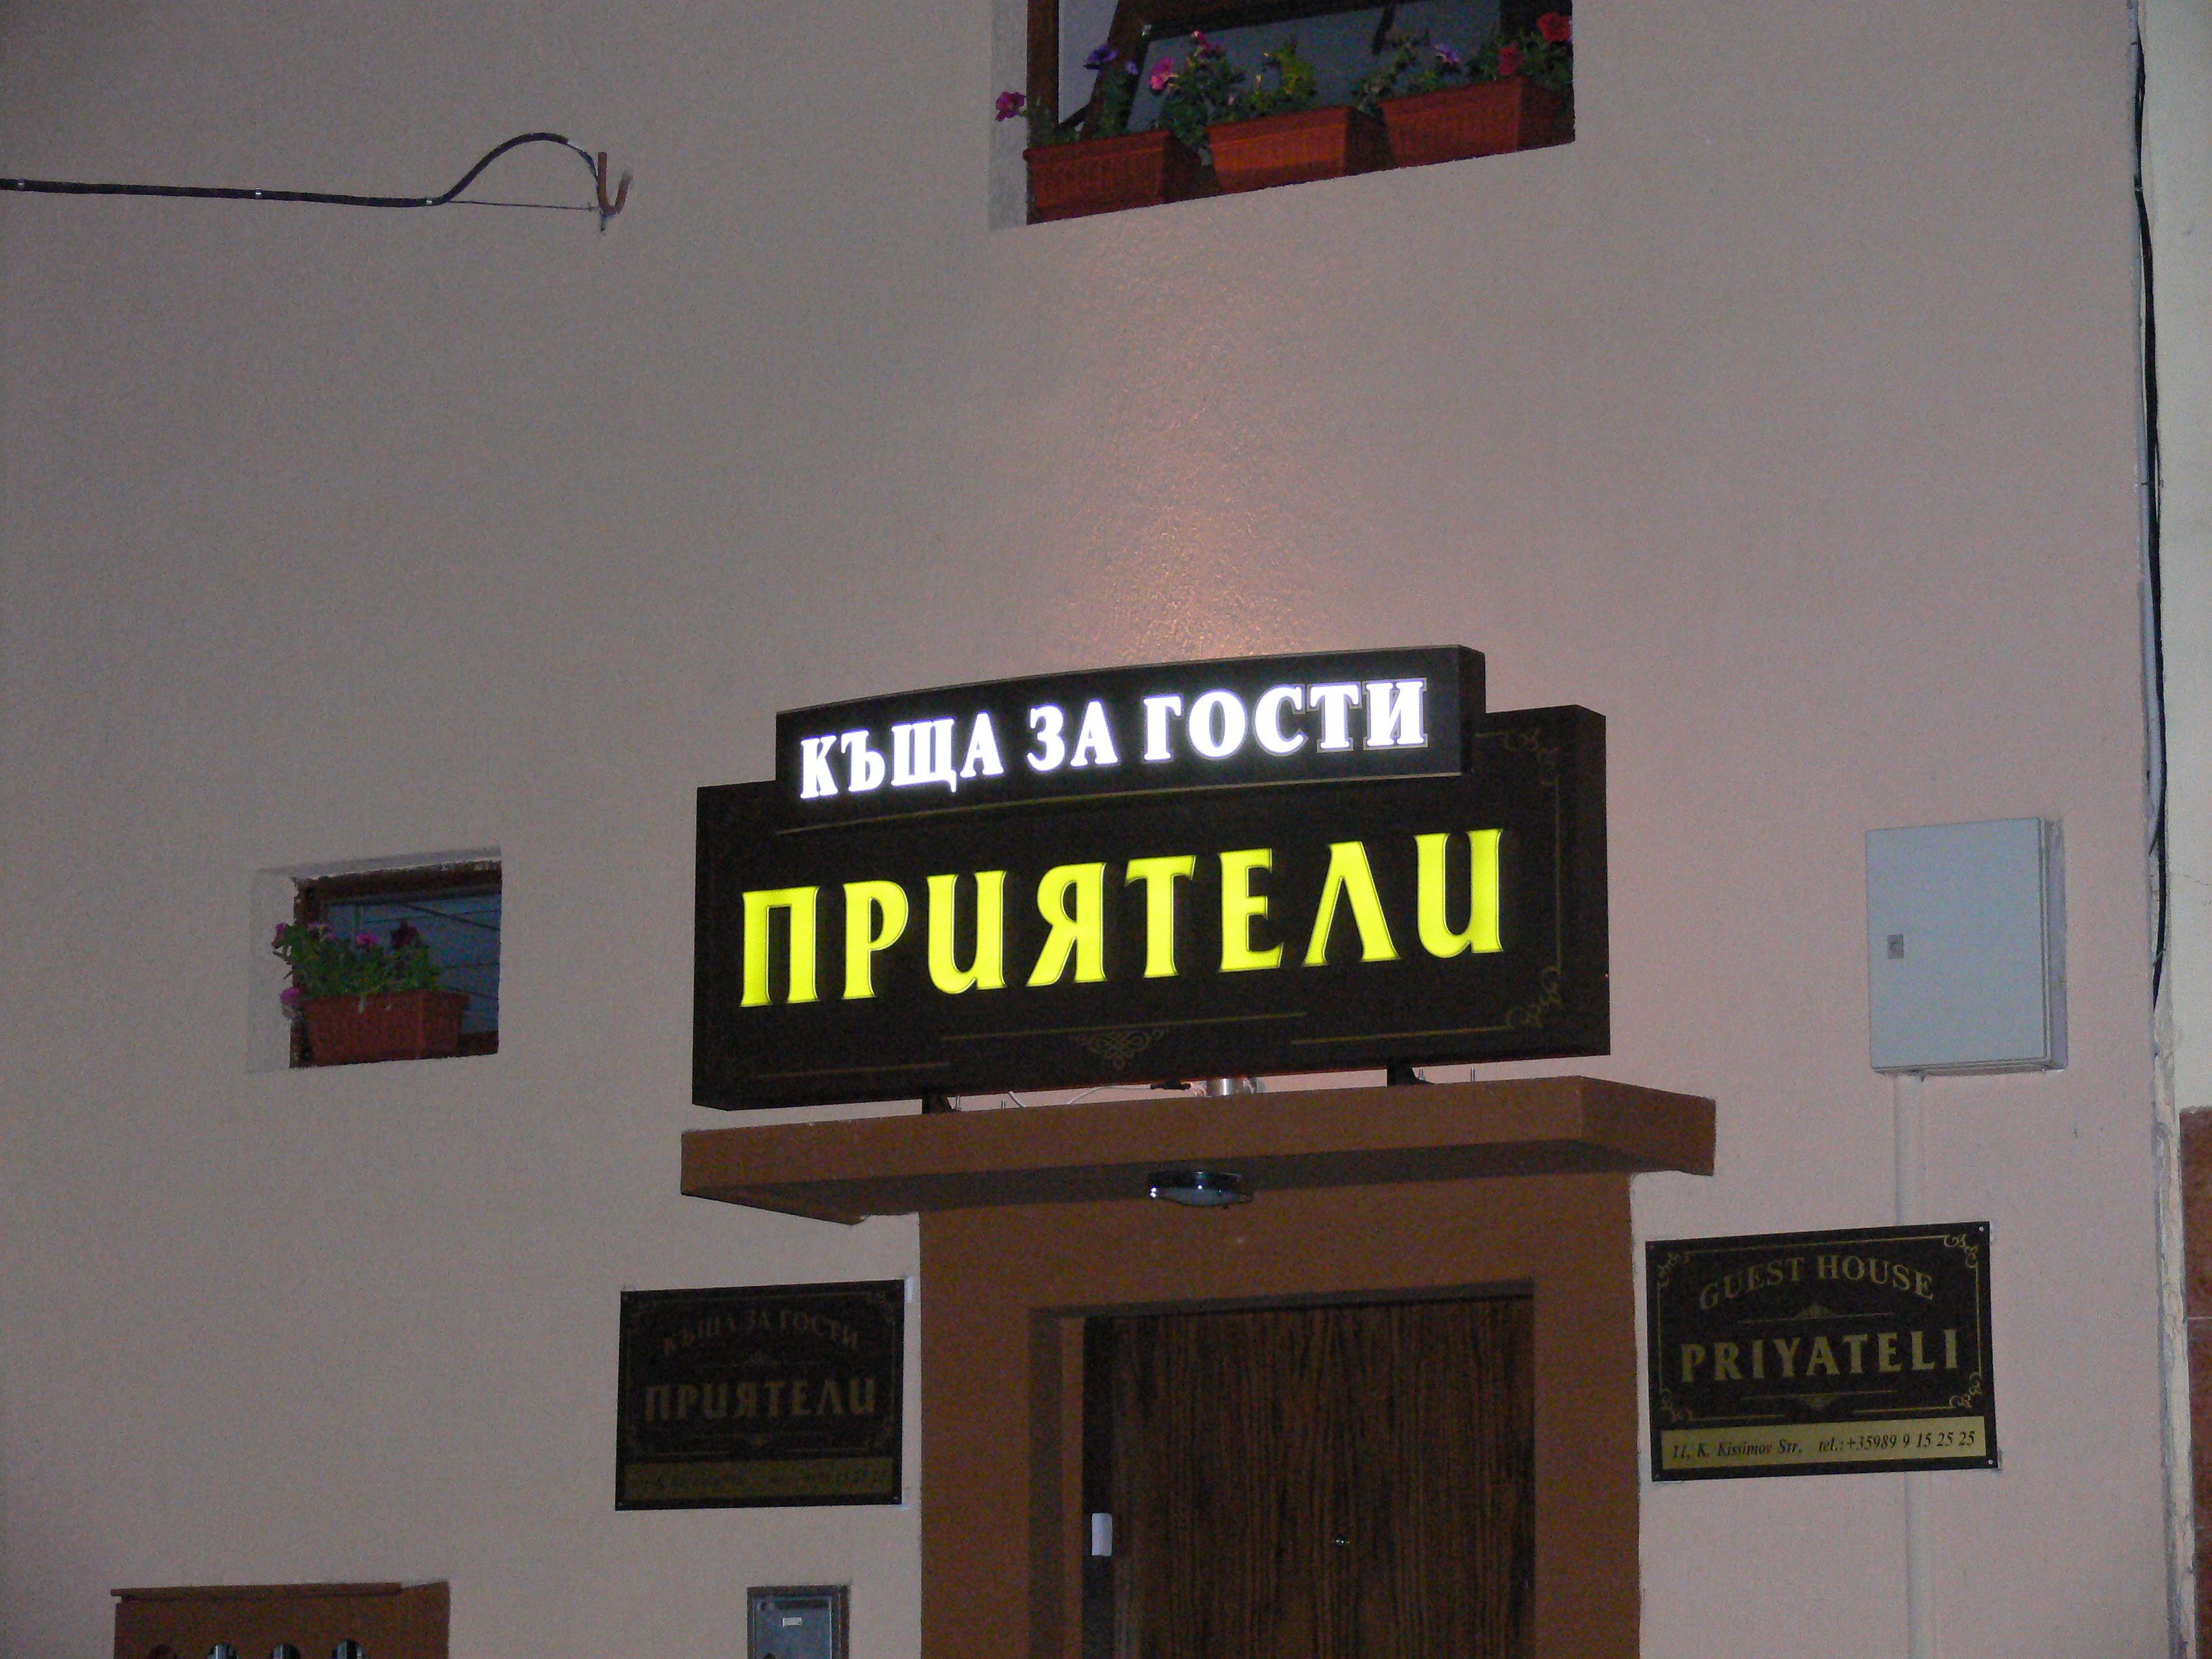 КЪЩА ЗА ГОСТИ
ПРИЯТЕЛИ
КЪЩА ЗА ГОСТИ
ПРИЯТЕЛИ
GUEST HOUSE
PRIYATELI
11, K. Kissimov Str. tel.:+35989 9 15 25 25